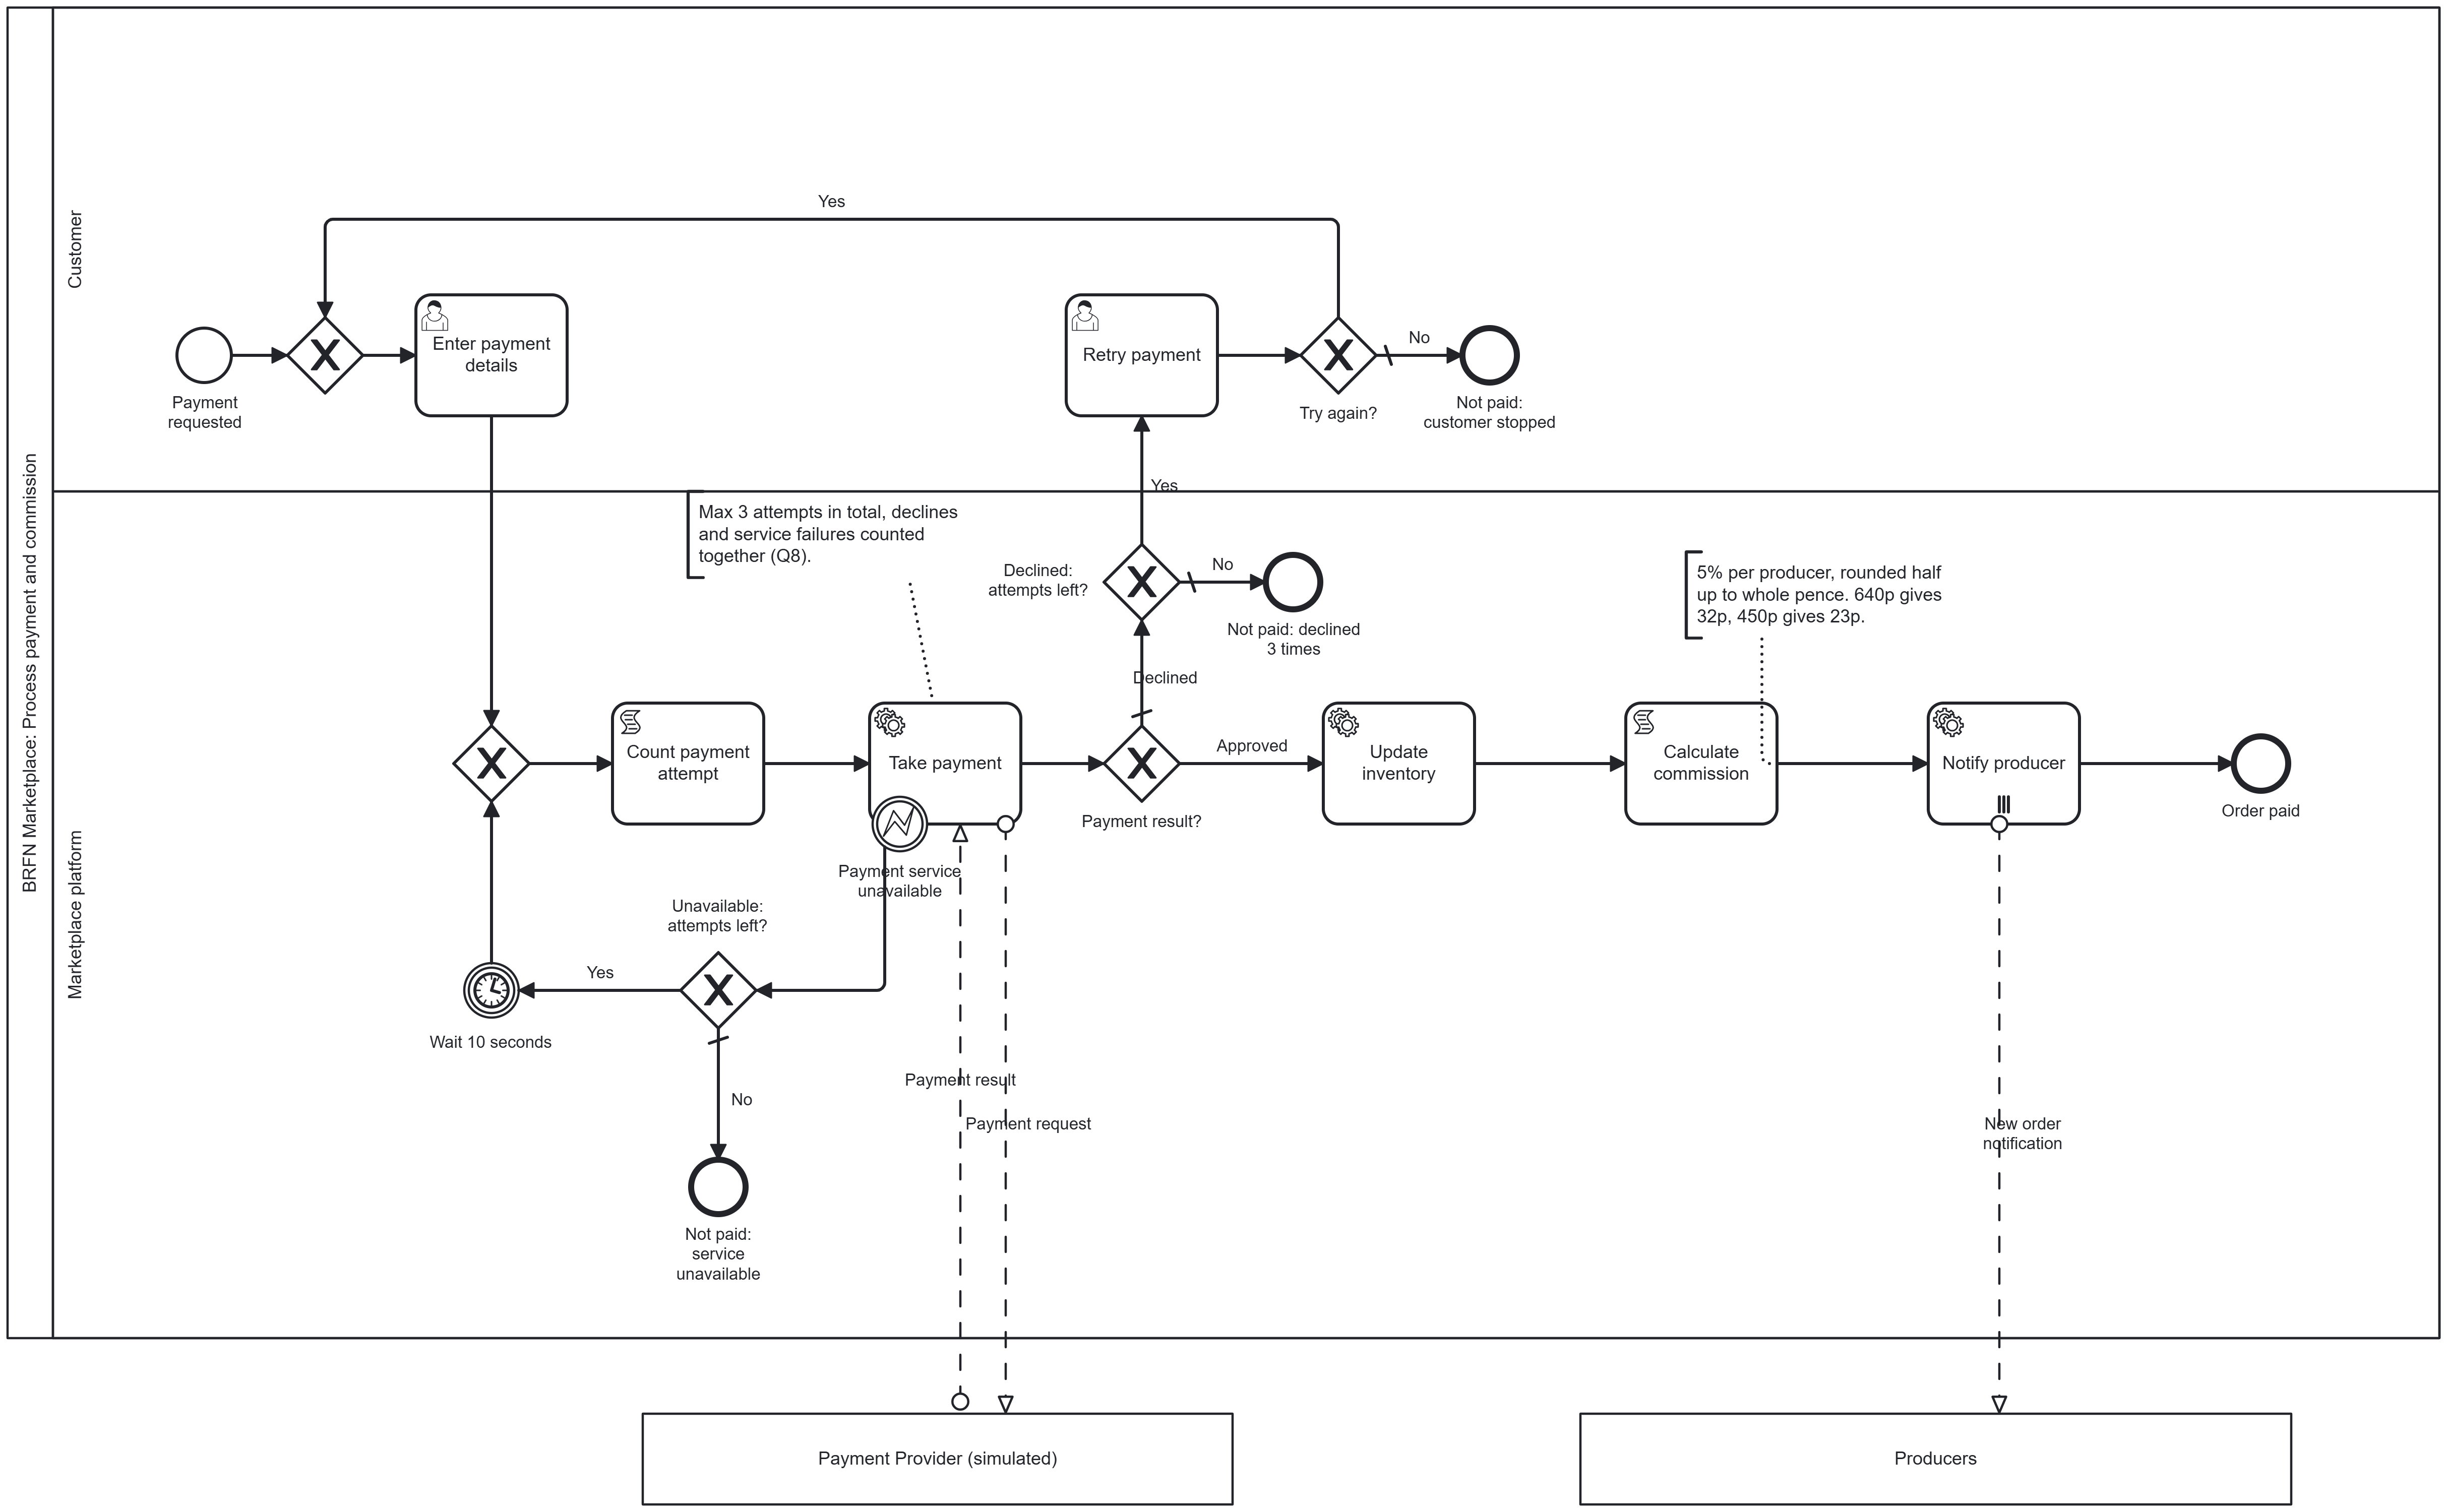 BRFN Marketplace: Process payment and commission
Customer
Yes
Payment
requested
Enter payment
details
Retry payment
Try again?
No
Not paid:
customer stopped
Yes
Marketplace platform
Max 3 attempts in total, declines
and service failures counted
together (Q8).
Declined:
attempts left?
No
Not paid: declined
3 times
5% per producer, rounded half
up to whole pence. 640p gives
32p, 450p gives 23p.
Declined
Count payment
attempt
Take payment
Payment result?
Approved
Update
inventory
Calculate
commission
Notify producer
Order paid
Payment service
unavailable
Unavailable:
attempts left?
Yes
Wait 10 seconds
No
Not paid:
service
unavailable
Payment result
Payment request
New order
notification
Payment Provider (simulated)
Producers